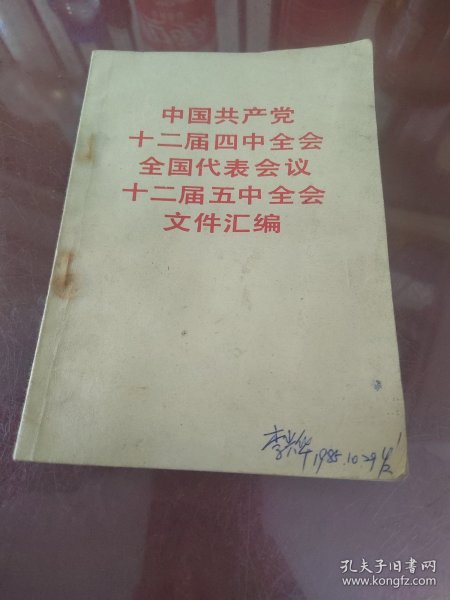 中国共产党
十二届四中全会
全国代表会议
十二届五中全会
文件汇编
1985.10.29
孔夫子旧书网
www.kongfz.com